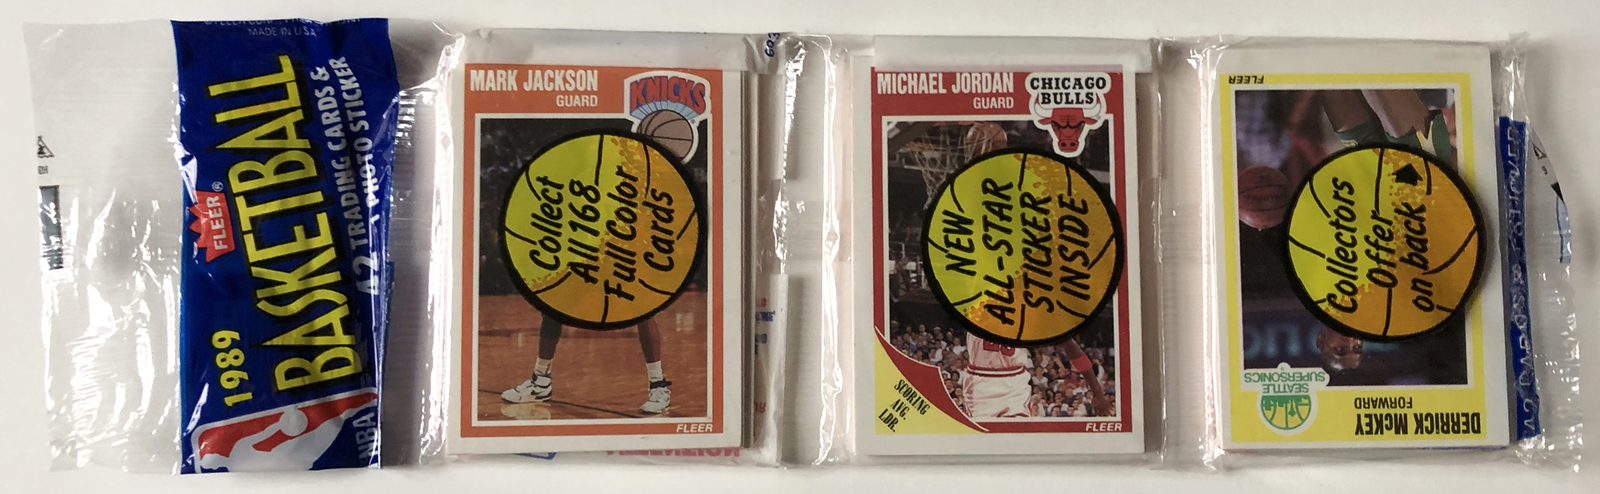 MADE IN U.S.A.
FLEER®
1989
BASKETBALL
42 TRADING CARDS &
PHOTO STICKER
NBA
MARK JACKSON
GUARD
KNICKS
Collect
All 168
Full Color
Cards
FLEER
MICHAEL JORDAN
GUARD
CHICAGO
BULLS
NEW
ALL-STAR
STICKER
INSIDE
SCORING
AVG.
LDR.
FLEER
FLEER
Collectors
Offer
on back
SEATTLE
SUPERSONICS
DERRICK McKEY
FORWARD